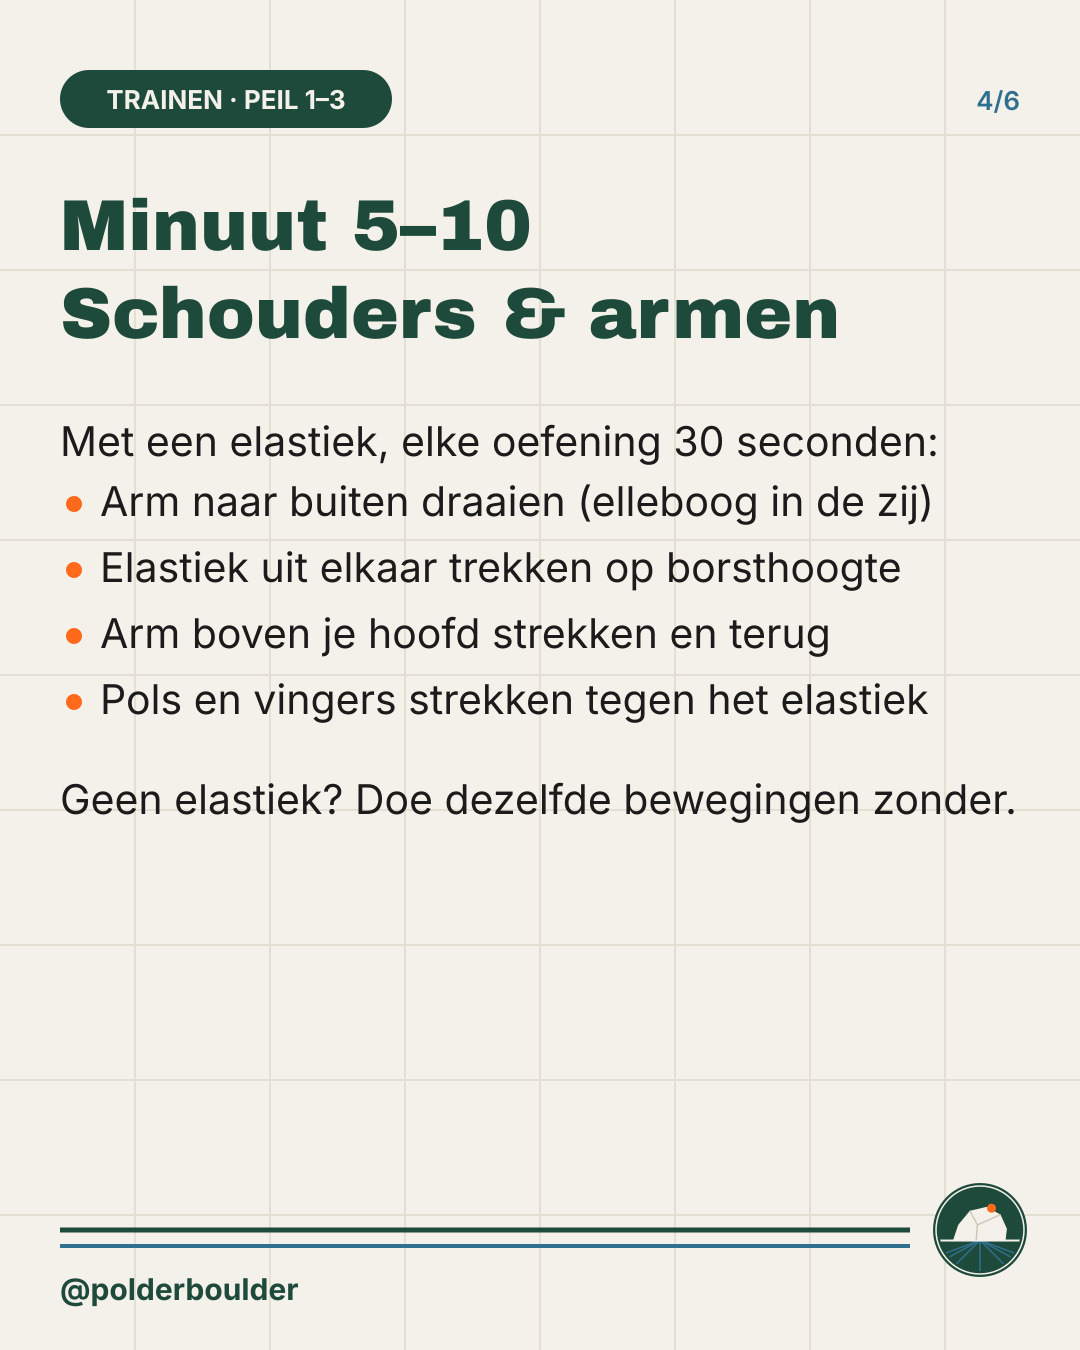 TRAINEN · PEIL 1–3
4/6
Minuut 5–10
Schouders & armen
Met een elastiek, elke oefening 30 seconden:
• Arm naar buiten draaien (elleboog in de zij)
• Elastiek uit elkaar trekken op borsthoogte
• Arm boven je hoofd strekken en terug
• Pols en vingers strekken tegen het elastiek
Geen elastiek? Doe dezelfde bewegingen zonder.
@polderboulder